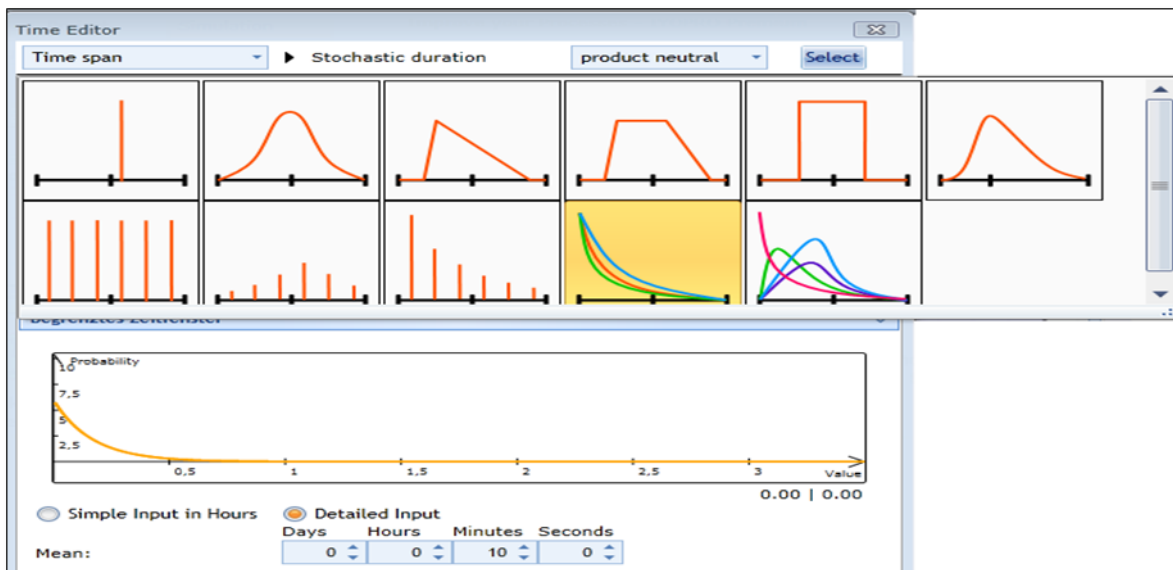 Time Editor
Time span Stochastic duration product neutral Select
Begrenztes Zeitfenster
Probability
10
7,5
5
2,5
0,5 1 1,5 2 2,5 3 Value
0.00 | 0.00
Simple Input in Hours Detailed Input
Days Hours Minutes Seconds
Mean: 0 0 10 0